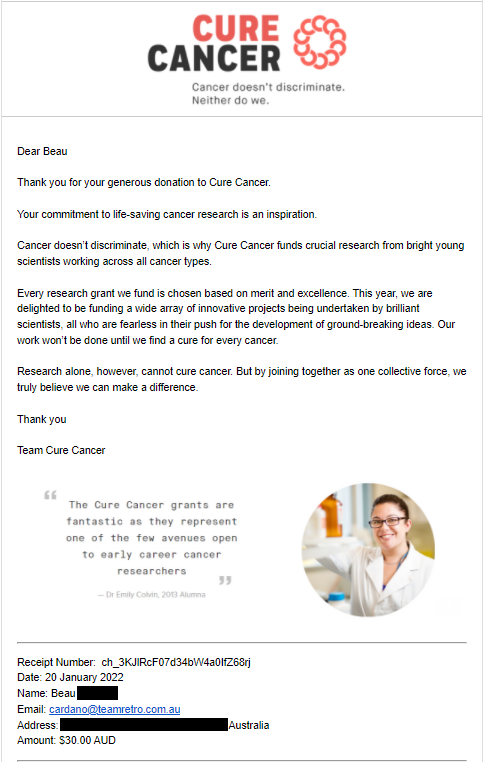 CURE
CANCER
Cancer doesn't discriminate.
Neither do we.
Dear Beau
Thank you for your generous donation to Cure Cancer.
Your commitment to life-saving cancer research is an inspiration.
Cancer doesn't discriminate, which is why Cure Cancer funds crucial research from bright young
scientists working across all cancer types.
Every research grant we fund is chosen based on merit and excellence. This year, we are
delighted to be funding a wide array of innovative projects being undertaken by brilliant
scientists, all who are fearless in their push for the development of ground-breaking ideas. Our
work won't be done until we find a cure for every cancer.
Research alone, however, cannot cure cancer. But by joining together as one collective force, we
truly believe we can make a difference.
Thank you
Team Cure Cancer
“ The Cure Cancer grants are
fantastic as they represent
one of the few avenues open
to early career cancer
researchers ”
— Dr Emily Colvin, 2013 Alumna
Receipt Number: ch_3KJlRcF07d34bW4a0IfZ68rj
Date: 20 January 2022
Name: Beau
Email: cardano@teamretro.com.au
Address: Australia
Amount: $30.00 AUD